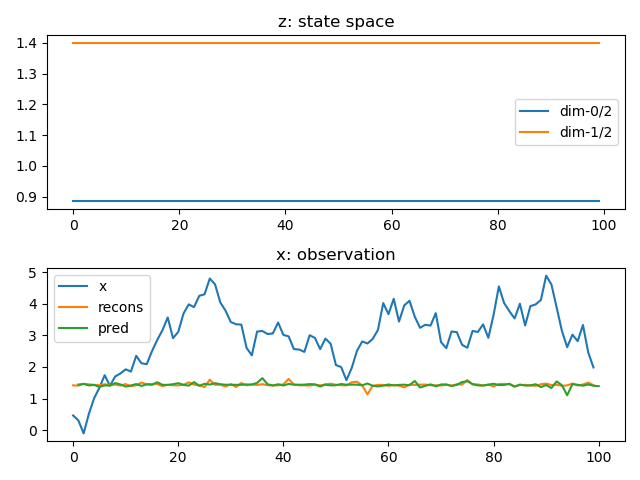 z: state space
1.4
1.3
1.2
1.1
1.0
0.9
dim-0/2
dim-1/2
0 20 40 60 80 100
x: observation
5
4
3
2
1
0
x
recons
pred
0 20 40 60 80 100